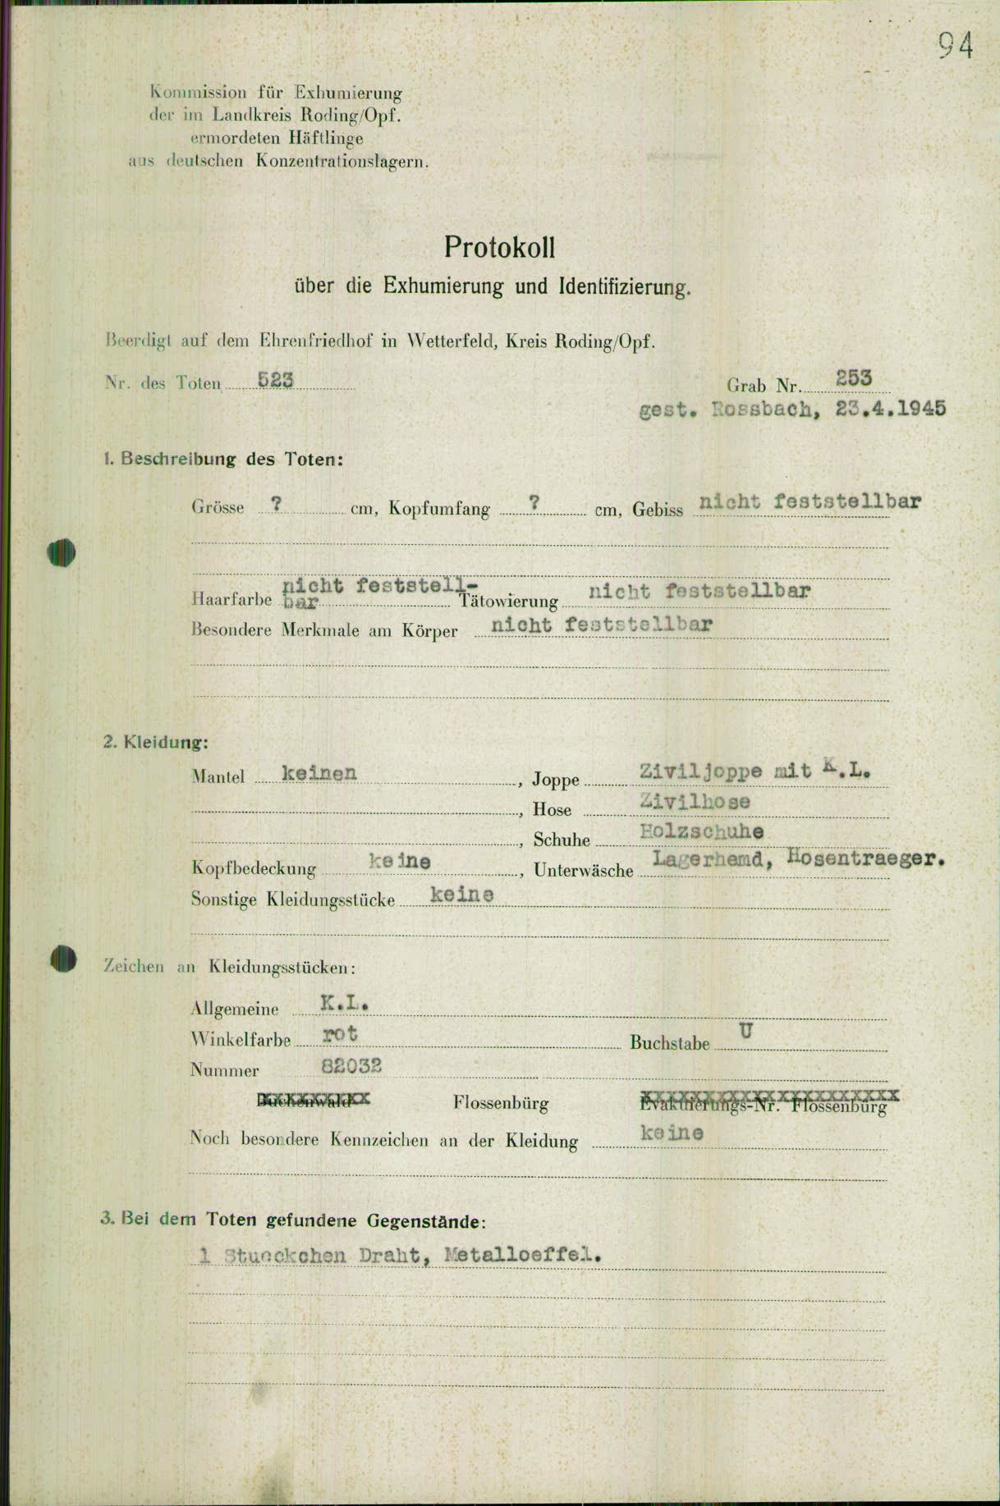 94
Kommission für Exhumierung
der im Landkreis Roding/Opf.
ermordeten Häftlinge
aus deutschen Konzentrationslagern.
Protokoll
über die Exhumierung und Identifizierung.
Beerdigt auf dem Ehrenfriedhof in Wetterfeld, Kreis Roding/Opf.
Nr. des Toten 523 Grab Nr. 253
gest. Rossbach, 23.4.1945
1. Beschreibung des Toten:
Grösse ? cm, Kopfumfang ? cm, Gebiss nicht feststellbar
Haarfarbe nicht feststell-
bar Tätowierung nicht feststellbar
Besondere Merkmale am Körper nicht feststellbar
2. Kleidung:
Mantel keinen, Joppe Ziviljoppe mit K.L.
, Hose Zivilhose
, Schuhe Holzschuhe
Kopfbedeckung keine, Unterwäsche Lagerhemd, Hosentraeger.
Sonstige Kleidungsstücke keine
Zeichen an Kleidungsstücken:
Allgemeine K.L.
Winkelfarbe rot Buchstabe U
Nummer 82032
Buchenwald Flossenbürg Evakuierungs-Nr. Flossenbürg
Noch besondere Kennzeichen an der Kleidung keine
3. Bei dem Toten gefundene Gegenstände:
1 Stueckchen Draht, Metalloeffel.